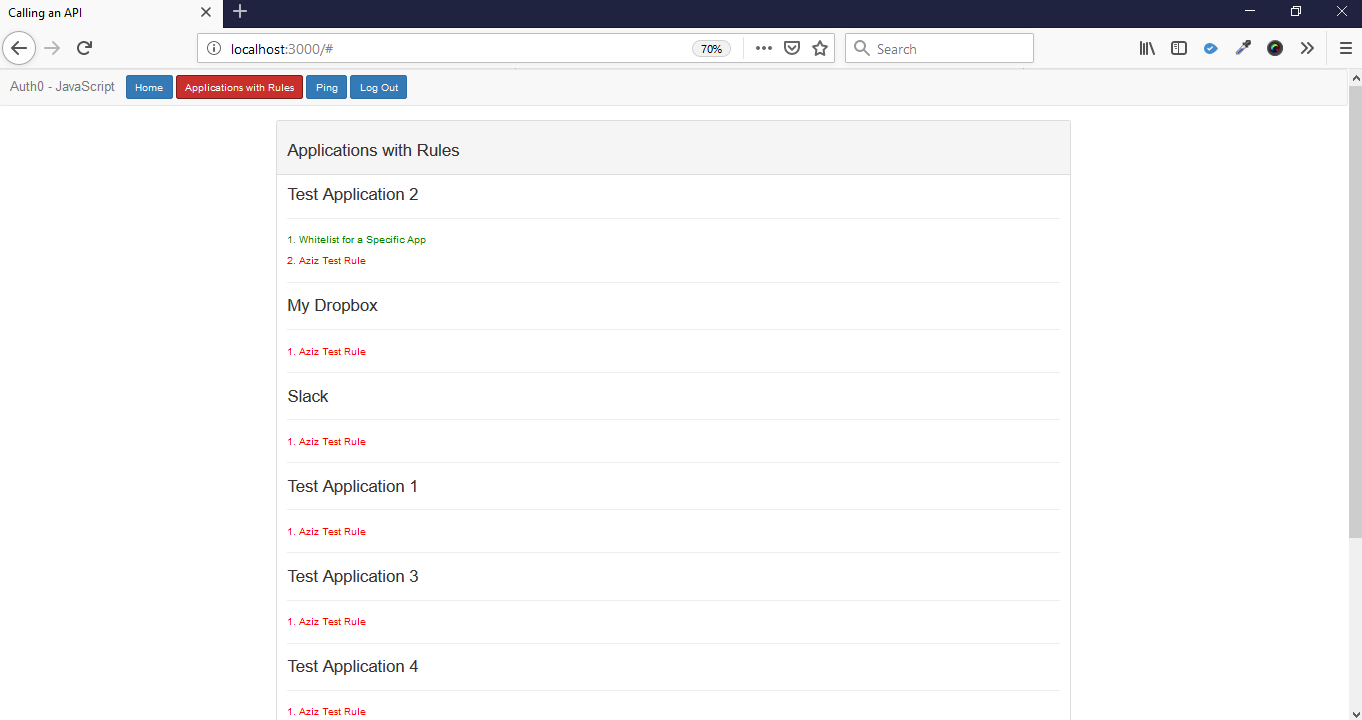 Calling an API
localhost:3000/#
70%
Search
Auth0 - JavaScript
Home
Applications with Rules
Ping
Log Out
Applications with Rules
Test Application 2
1. Whitelist for a Specific App
2. Aziz Test Rule
My Dropbox
1. Aziz Test Rule
Slack
1. Aziz Test Rule
Test Application 1
1. Aziz Test Rule
Test Application 3
1. Aziz Test Rule
Test Application 4
1. Aziz Test Rule